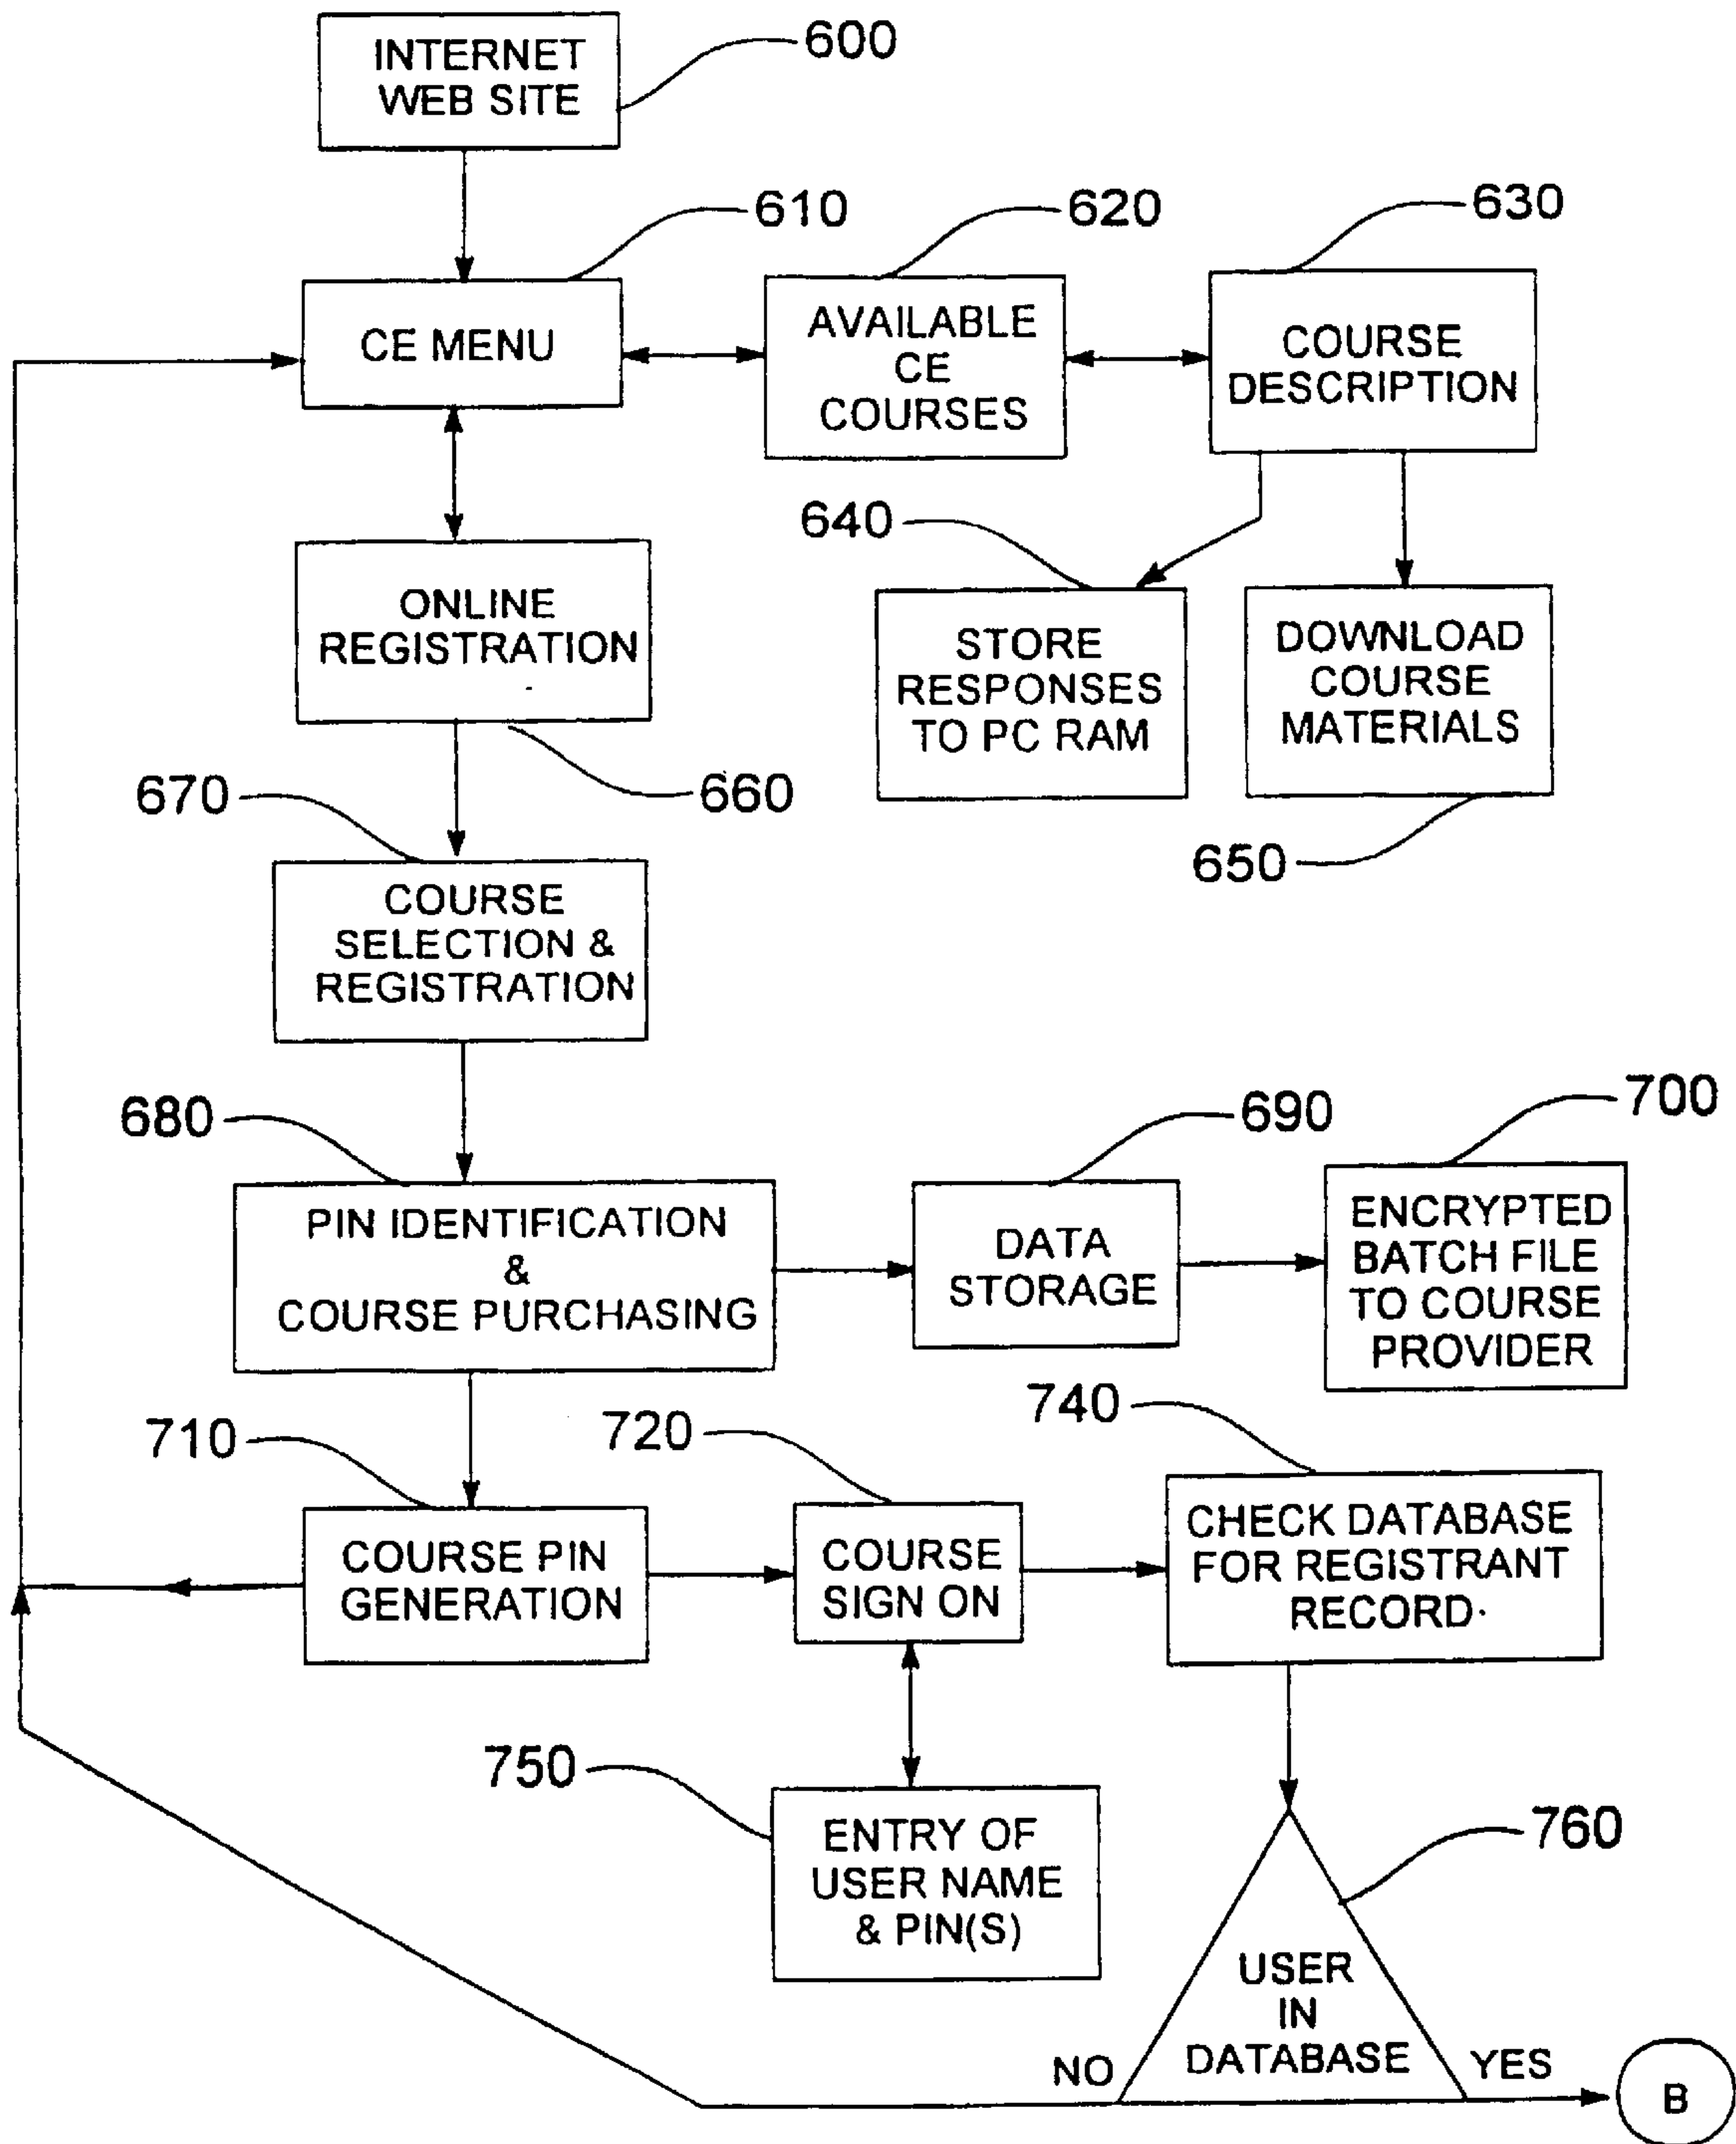 INTERNET
WEB SITE
600
610
620
630
CE MENU
AVAILABLE
CE
COURSES
COURSE
DESCRIPTION
640
ONLINE
REGISTRATION
STORE
RESPONSES
TO PC RAM
DOWNLOAD
COURSE
MATERIALS
670
660
650
COURSE
SELECTION &
REGISTRATION
680
690
700
PIN IDENTIFICATION
&
COURSE PURCHASING
DATA
STORAGE
ENCRYPTED
BATCH FILE
TO COURSE
PROVIDER
710
720
740
COURSE PIN
GENERATION
COURSE
SIGN ON
CHECK DATABASE
FOR REGISTRANT
RECORD
750
ENTRY OF
USER NAME
& PIN(S)
760
USER
IN
DATABASE
NO
YES
B